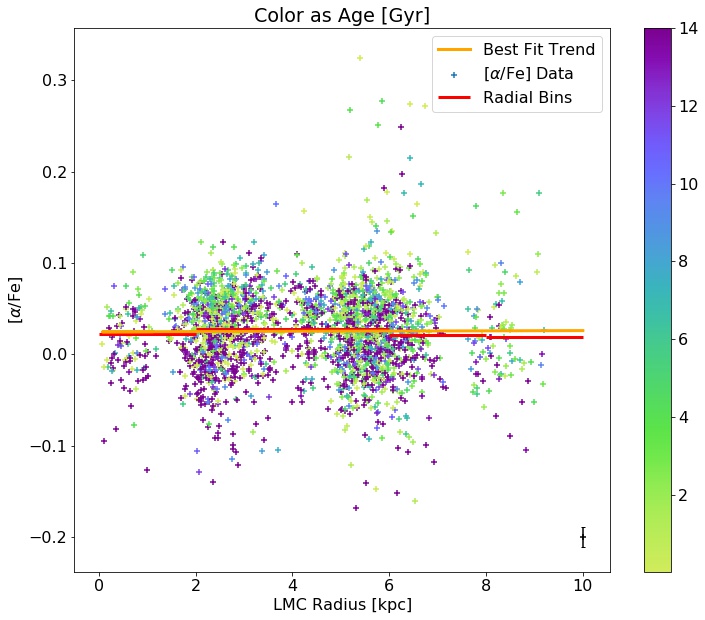 Color as Age [Gyr]
Best Fit Trend
[α/Fe] Data
Radial Bins
0.3
0.2
0.1
0.0
−0.1
−0.2
[α/Fe]
0 2 4 6 8 10
LMC Radius [kpc]
14
12
10
8
6
4
2